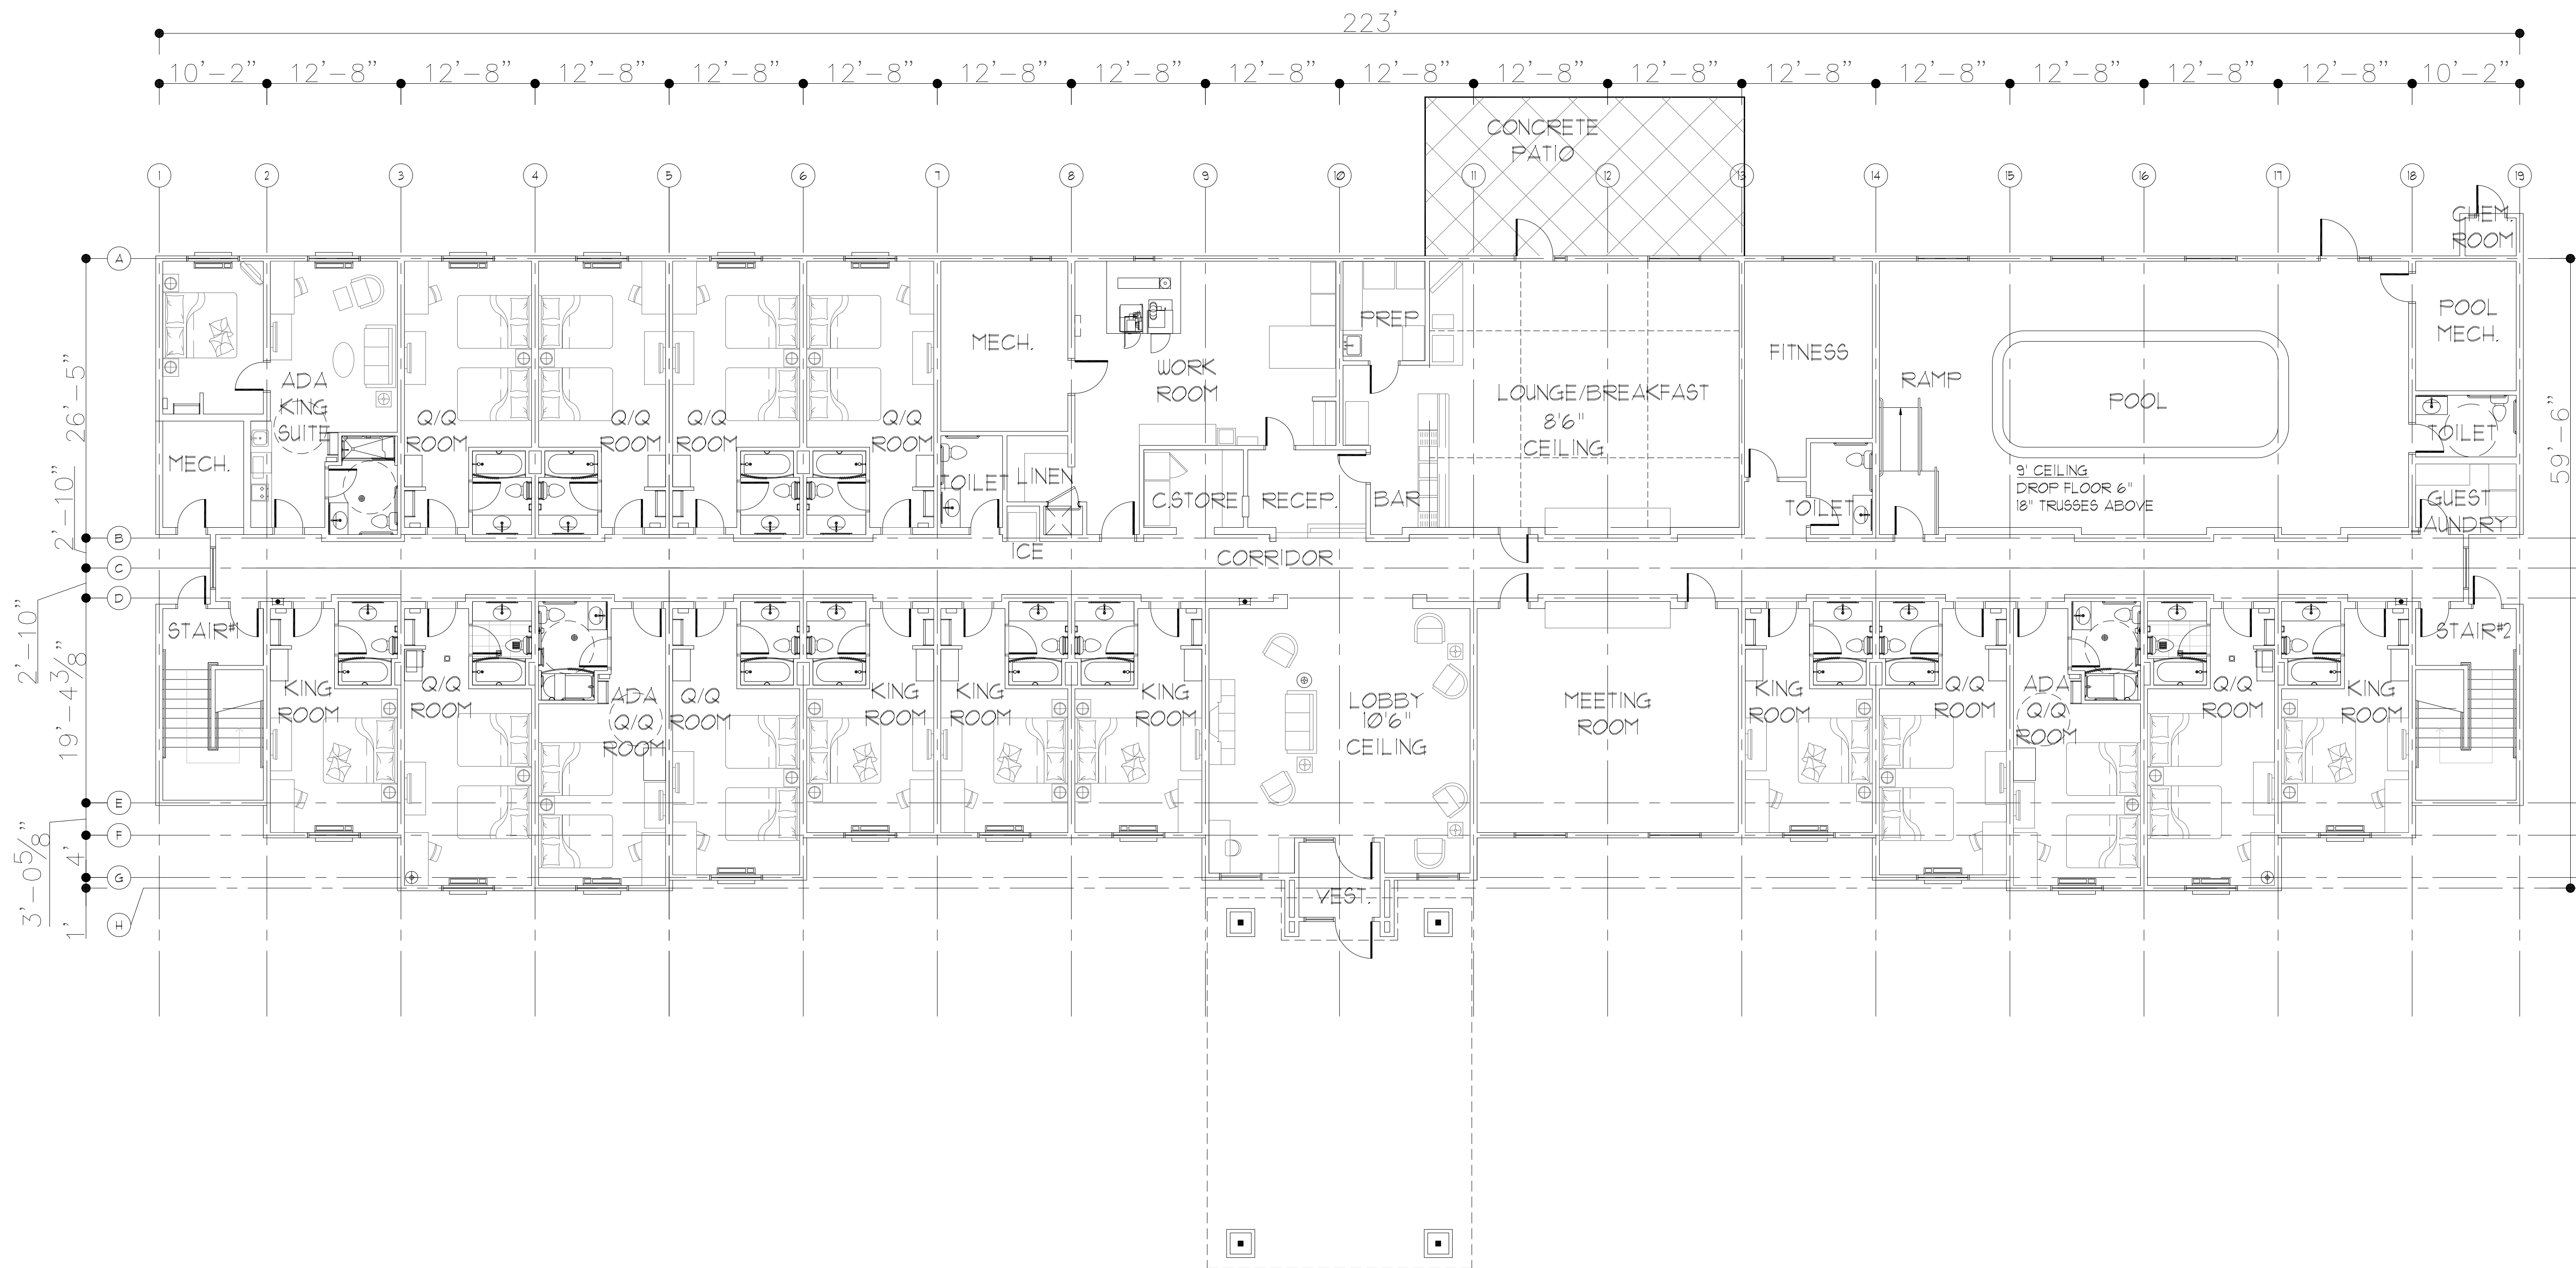 223'
10'-2" 12'-8" 12'-8" 12'-8" 12'-8" 12'-8" 12'-8" 12'-8" 12'-8" 12'-8" 12'-8" 12'-8" 12'-8" 12'-8" 12'-8" 12'-8" 12'-8" 10'-2"
CONCRETE
PATIO
1 2 3 4 5 6 7 8 9 10 11 12 13 14 15 16 17 18 19
CHEM.
ROOM
A
B
C
D
E
F
G
H
26'-5"
2'-10"
2'-10"
19'-4 3/8"
3'-0 5/8"
4'
1'
59'-6"
ADA
KING
SUITE
MECH.
Q/Q
ROOM
Q/Q
ROOM
Q/Q
ROOM
Q/Q
ROOM
MECH.
TOILET
LINEN
ICE
WORK
ROOM
C.STORE
RECEP.
PREP
BAR
LOUNGE/BREAKFAST
8'6"
CEILING
FITNESS
TOILET
RAMP
POOL
9' CEILING
DROP FLOOR 6"
18" TRUSSES ABOVE
POOL
MECH.
TOILET
GUEST
LAUNDRY
CORRIDOR
STAIR#1
KING
ROOM
Q/Q
ROOM
ADA
Q/Q
ROOM
Q/Q
ROOM
KING
ROOM
KING
ROOM
KING
ROOM
LOBBY
10'6"
CEILING
VEST.
MEETING
ROOM
KING
ROOM
Q/Q
ROOM
ADA
Q/Q
ROOM
Q/Q
ROOM
KING
ROOM
STAIR#2